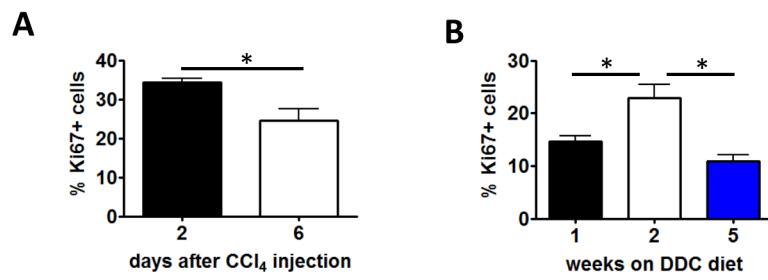 A
B
% Ki67+ cells
40
30
20
10
0
*
2 6
days after CCl₄ injection
% Ki67+ cells
30
20
10
0
* *
1 2 5
weeks on DDC diet